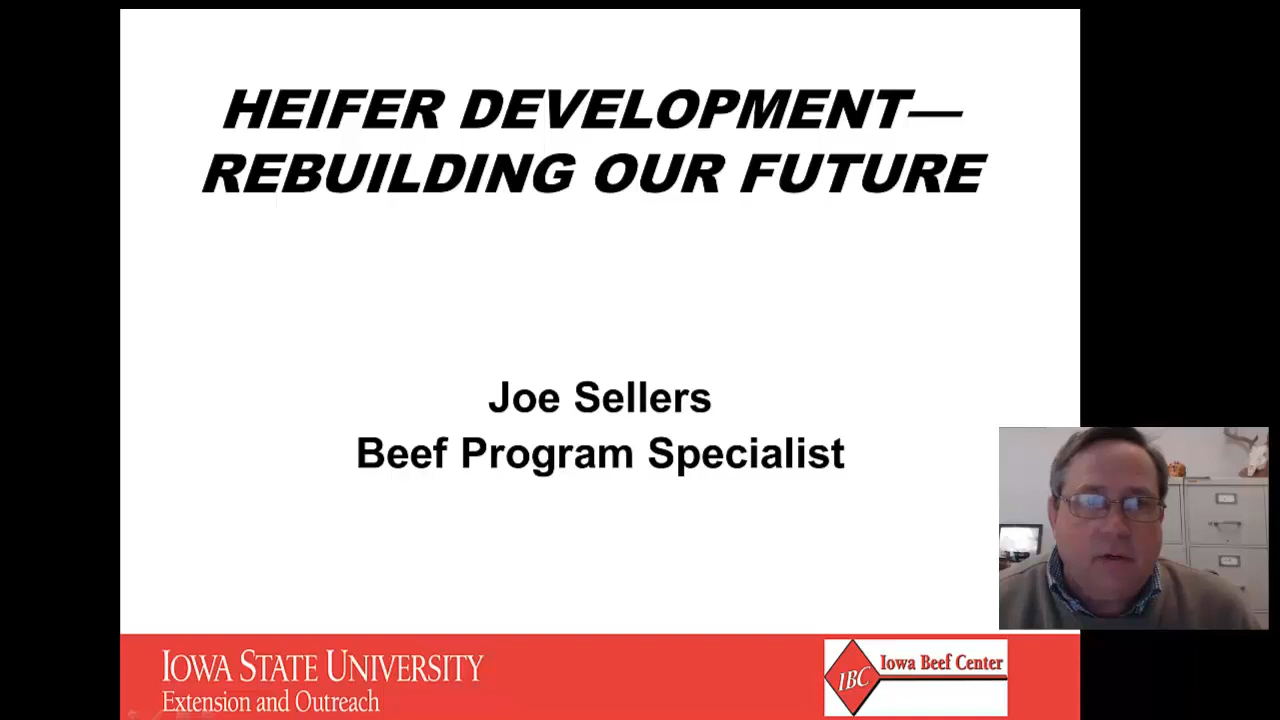 HEIFER DEVELOPMENT—
REBUILDING OUR FUTURE
Joe Sellers
Beef Program Specialist
IOWA STATE UNIVERSITY
Extension and Outreach
IBC
Iowa Beef Center